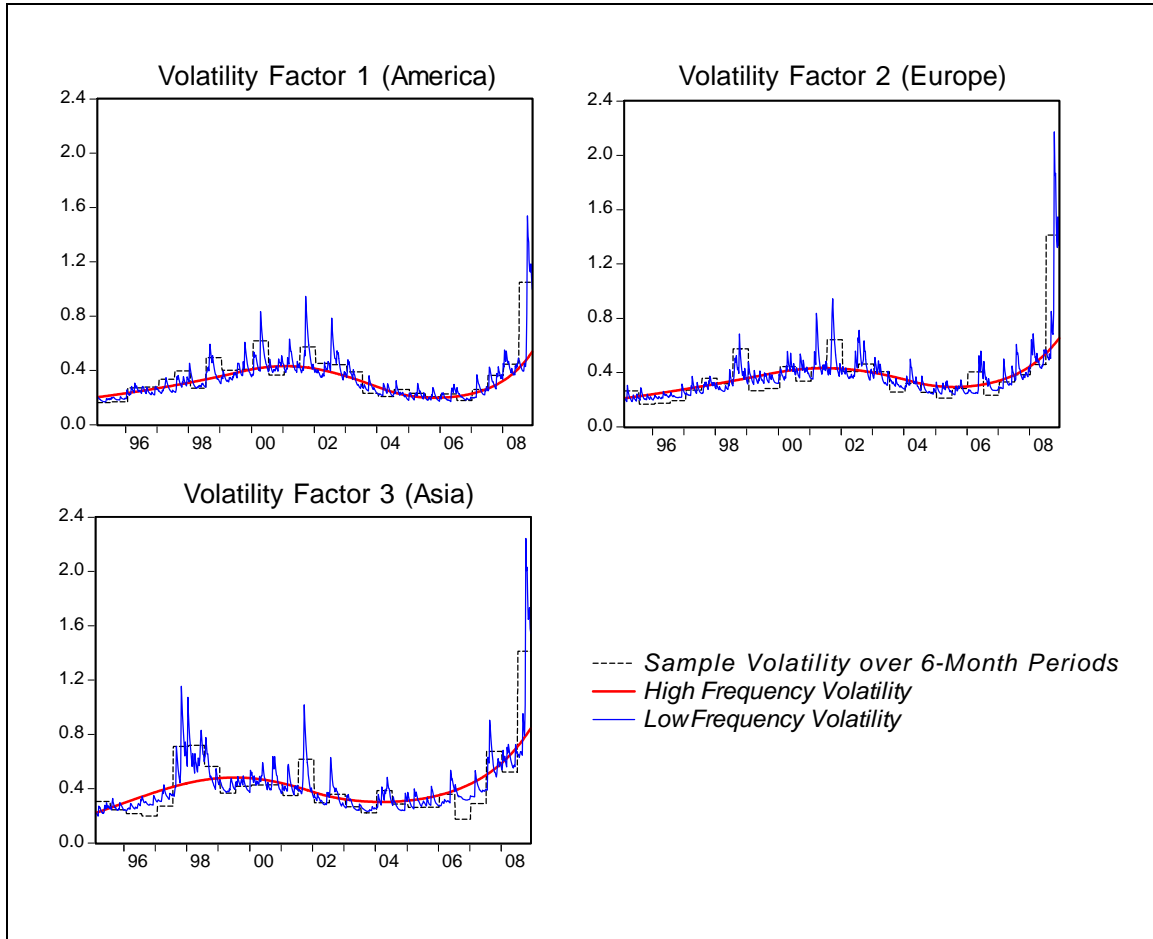 Volatility Factor 1 (America)
2.4
2.0
1.6
1.2
0.8
0.4
0.0
96 98 00 02 04 06 08
Volatility Factor 2 (Europe)
2.4
2.0
1.6
1.2
0.8
0.4
0.0
96 98 00 02 04 06 08
Volatility Factor 3 (Asia)
2.4
2.0
1.6
1.2
0.8
0.4
0.0
96 98 00 02 04 06 08
Sample Volatility over 6-Month Periods
High Frequency Volatility
Low Frequency Volatility